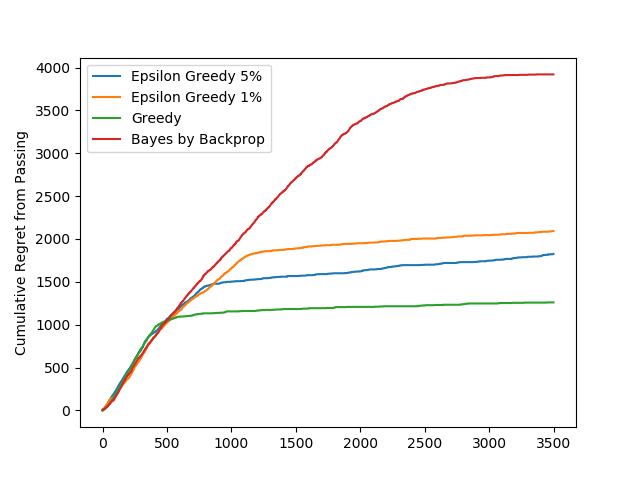 Epsilon Greedy 5%
Epsilon Greedy 1%
Greedy
Bayes by Backprop
Cumulative Regret from Passing
4000
3500
3000
2500
2000
1500
1000
500
0
0 500 1000 1500 2000 2500 3000 3500